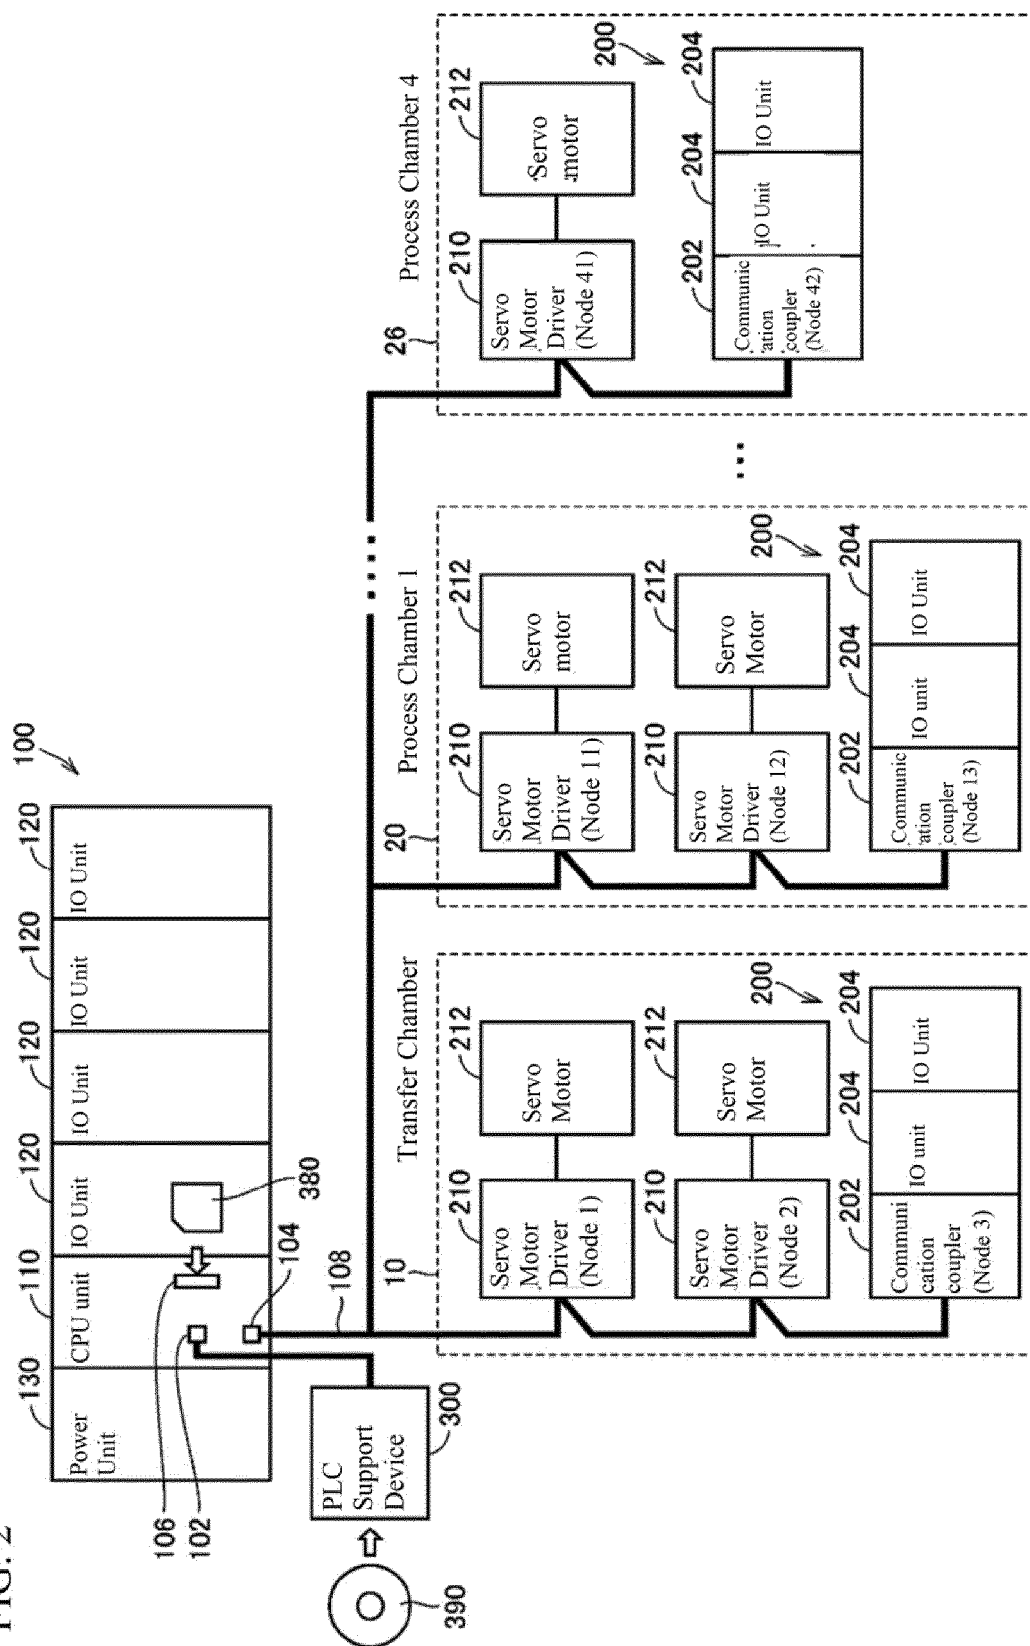 FIG. 2
100
130
110
120
120
120
120
Power
Unit
CPU unit
IO Unit
IO Unit
IO Unit
IO Unit
106
102
380
104
108
390
PLC
Support
Device
300
10
Transfer Chamber
210
212
Servo
Motor
Driver
(Node 1)
Servo
Motor
210
212
Servo
Motor
Driver
(Node 2)
Servo
Motor
200
202
204
204
Communi
cation
coupler
(Node 3)
IO unit
IO Unit
20
Process Chamber 1
210
212
Servo
Motor
Driver
(Node 11)
Servo
motor
210
212
Servo
Motor
Driver
(Node 12)
Servo
Motor
200
202
204
204
Communic
ation
coupler
(Node 13)
IO unit
IO Unit
...
26
Process Chamber 4
210
212
Servo
Motor
Driver
(Node 41)
Servo
motor
200
202
204
204
Communic
ation
coupler
(Node 42)
IO Unit
IO Unit